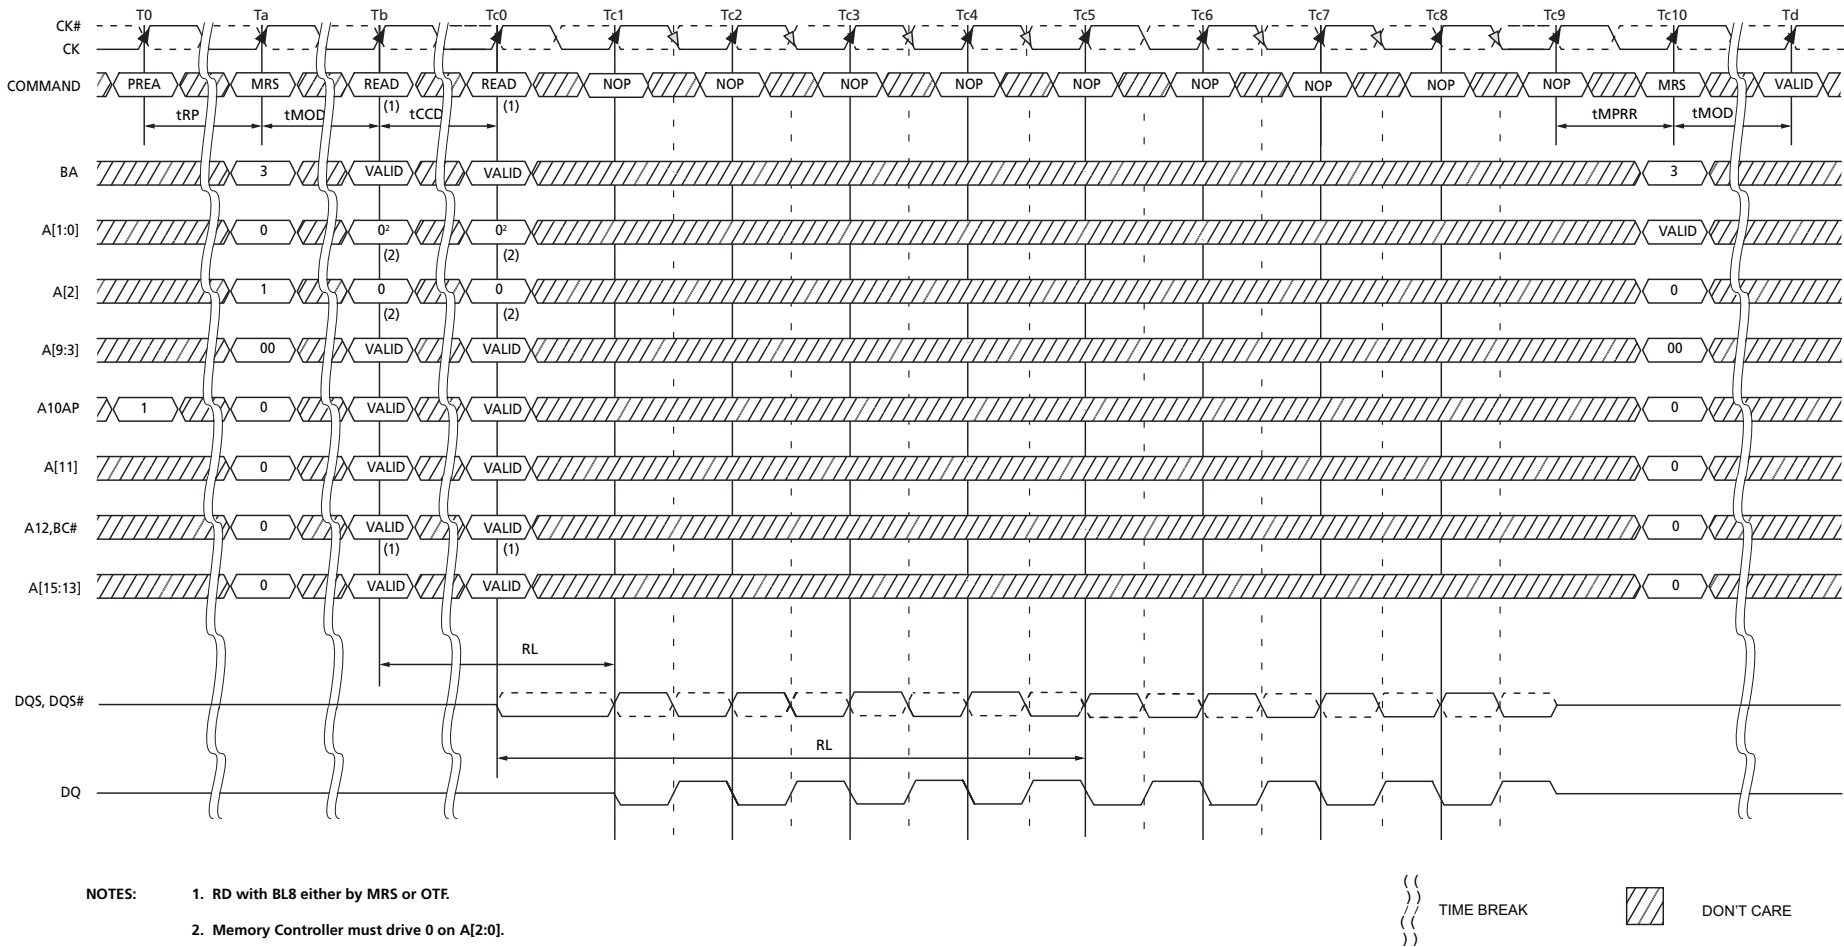 T0 Ta Tb Tc0 Tc1 Tc2 Tc3 Tc4 Tc5 Tc6 Tc7 Tc8 Tc9 Tc10 Td
CK#
CK
COMMAND PREA MRS READ READ NOP NOP NOP NOP NOP NOP NOP NOP NOP MRS VALID
(1) (1)
tRP tMOD tCCD tMPRR tMOD
BA 3 VALID VALID 3
A[1:0] 0 0² 0² VALID
(2) (2)
A[2] 1 0 0 0
(2) (2)
A[9:3] 00 VALID VALID 00
A10AP 1 0 VALID VALID 0
A[11] 0 VALID VALID 0
A12,BC# 0 VALID VALID 0
(1) (1)
A[15:13] 0 VALID VALID 0
RL
DQS, DQS#
RL
DQ
NOTES: 1. RD with BL8 either by MRS or OTF.
2. Memory Controller must drive 0 on A[2:0].
TIME BREAK
DON'T CARE